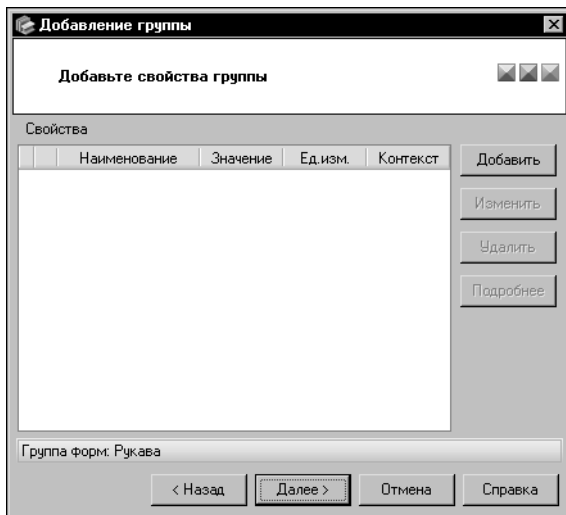 Добавление группы
Добавьте свойства группы
Свойства
Наименование Значение Ед.изм. Контекст
Добавить
Изменить
Удалить
Подробнее
Группа форм: Рукава
< Назад Далее > Отмена Справка